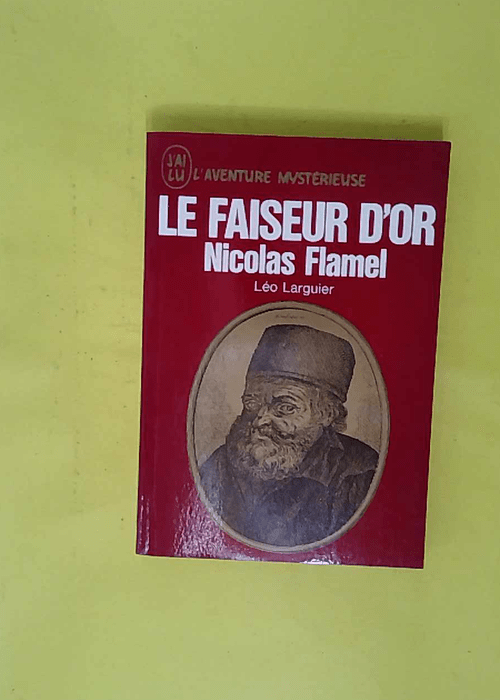 J'AI
LU
L'AVENTURE MYSTÉRIEUSE
LE FAISEUR D'OR
Nicolas Flamel
Léo Larguier